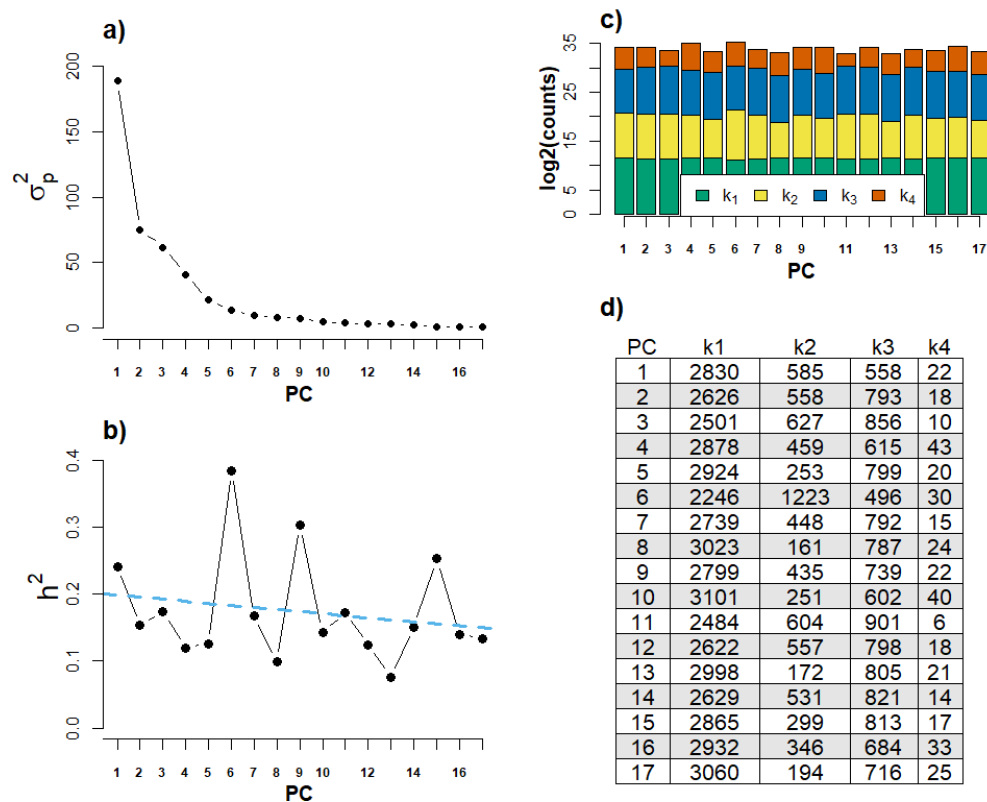 a)
200
150
100
50
0
σ²ₚ
1 2 3 4 5 6 7 8 9 10 12 14 16
PC
b)
0.4
0.3
0.2
0.1
0.0
h²
1 2 3 4 5 6 7 8 9 10 12 14 16
PC
c)
35
25
15
5
0
log2(counts)
k₁ k₂ k₃ k₄
1 2 3 4 5 6 7 8 9 11 13 15 17
PC
d)
PC k1 k2 k3 k4
1 2830 585 558 22
2 2626 558 793 18
3 2501 627 856 10
4 2878 459 615 43
5 2924 253 799 20
6 2246 1223 496 30
7 2739 448 792 15
8 3023 161 787 24
9 2799 435 739 22
10 3101 251 602 40
11 2484 604 901 6
12 2622 557 798 18
13 2998 172 805 21
14 2629 531 821 14
15 2865 299 813 17
16 2932 346 684 33
17 3060 194 716 25